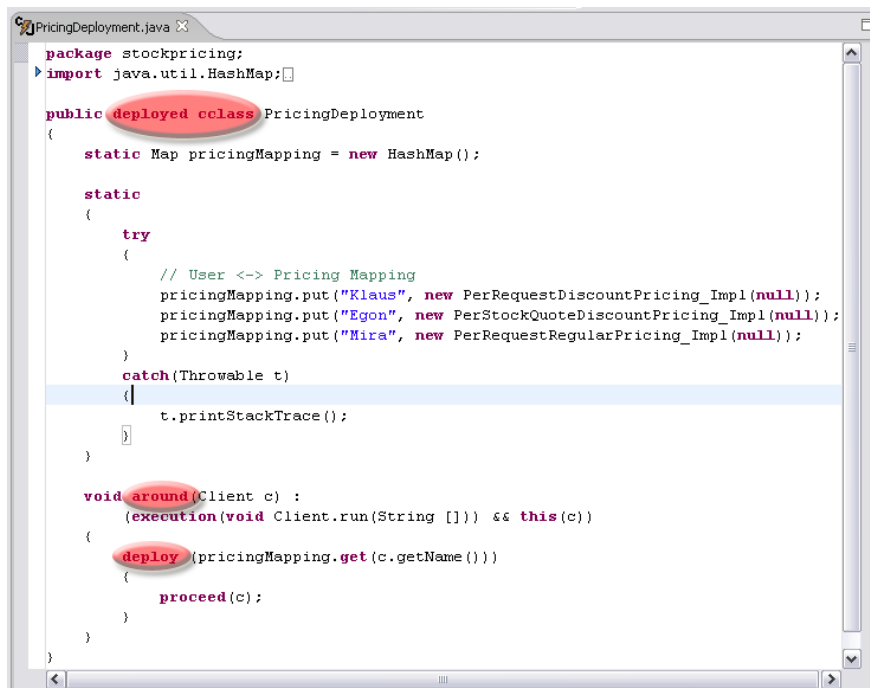 PricingDeployment.java
package stockpricing;
import java.util.HashMap;
public deployed cclass PricingDeployment
{
    static Map pricingMapping = new HashMap();
    static
    {
        try
        {
            // User <-> Pricing Mapping
            pricingMapping.put("Klaus", new PerRequestDiscountPricing_Impl(null));
            pricingMapping.put("Egon", new PerStockQuoteDiscountPricing_Impl(null));
            pricingMapping.put("Mira", new PerRequestRegularPricing_Impl(null));
        }
        catch(Throwable t)
        {
            t.printStackTrace();
        }
    }
    void around(Client c) :
        (execution(void Client.run(String [])) && this(c))
    {
        deploy (pricingMapping.get(c.getName()))
        {
            proceed(c);
        }
    }
}